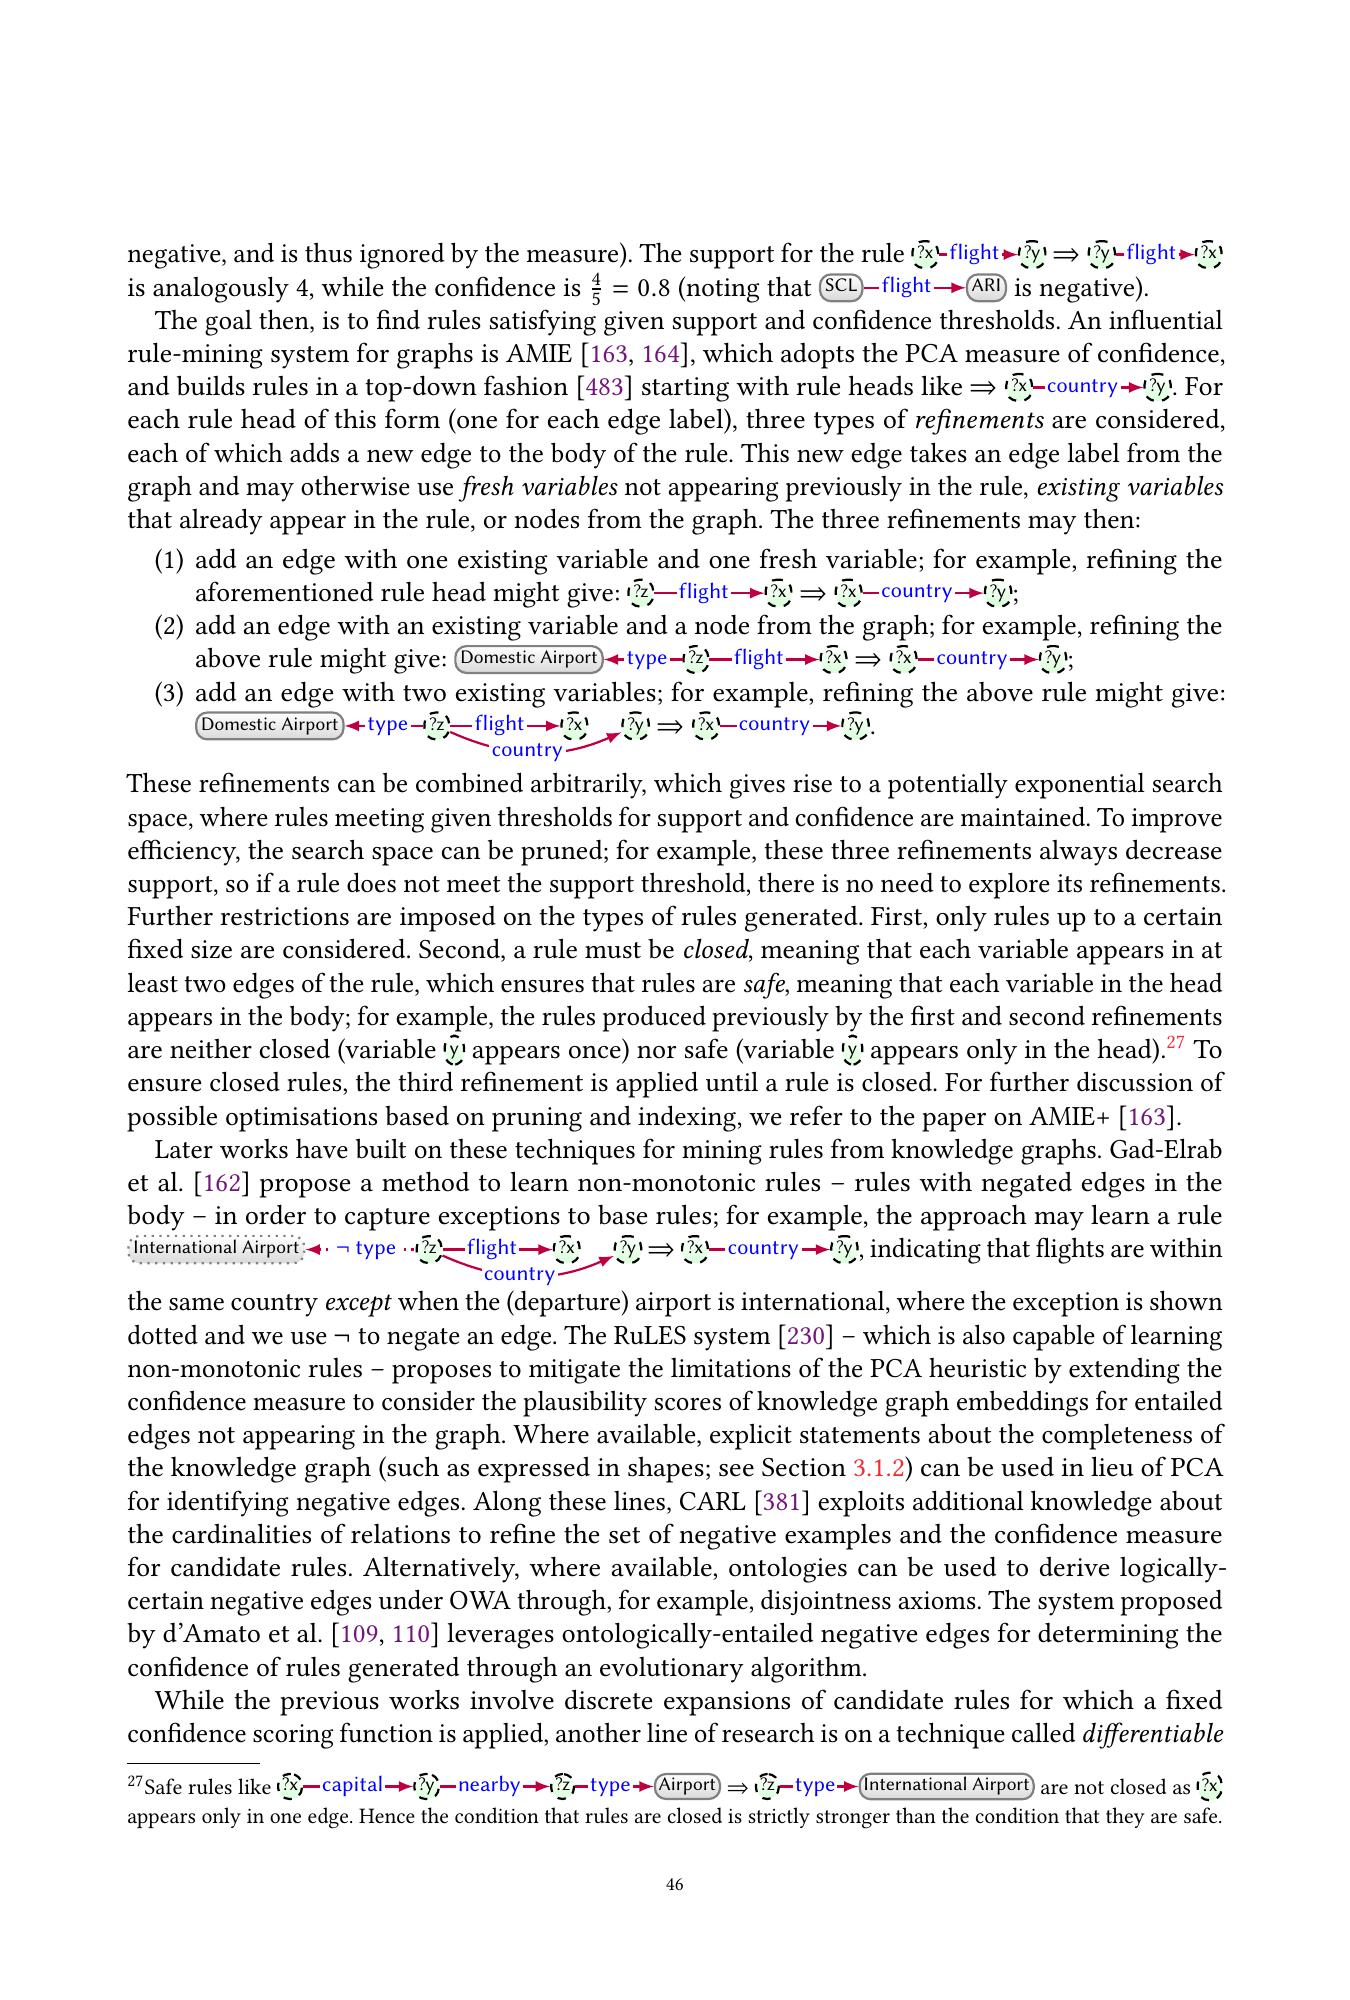 negative, and is thus ignored by the measure). The support for the rule ?x flight ?y ⇒ ?y flight ?x
is analogously 4, while the confidence is 4/5 = 0.8 (noting that SCL flight ARI is negative).
The goal then, is to find rules satisfying given support and confidence thresholds. An influential
rule-mining system for graphs is AMIE [163, 164], which adopts the PCA measure of confidence,
and builds rules in a top-down fashion [483] starting with rule heads like ⇒ ?x country ?y. For
each rule head of this form (one for each edge label), three types of refinements are considered,
each of which adds a new edge to the body of the rule. This new edge takes an edge label from the
graph and may otherwise use fresh variables not appearing previously in the rule, existing variables
that already appear in the rule, or nodes from the graph. The three refinements may then:
(1) add an edge with one existing variable and one fresh variable; for example, refining the
aforementioned rule head might give: ?z flight ?x ⇒ ?x country ?y;
(2) add an edge with an existing variable and a node from the graph; for example, refining the
above rule might give: Domestic Airport type ?z flight ?x ⇒ ?x country ?y;
(3) add an edge with two existing variables; for example, refining the above rule might give:
Domestic Airport type ?z flight ?x ?y ⇒ ?x country ?y.
country
These refinements can be combined arbitrarily, which gives rise to a potentially exponential search
space, where rules meeting given thresholds for support and confidence are maintained. To improve
efficiency, the search space can be pruned; for example, these three refinements always decrease
support, so if a rule does not meet the support threshold, there is no need to explore its refinements.
Further restrictions are imposed on the types of rules generated. First, only rules up to a certain
fixed size are considered. Second, a rule must be closed, meaning that each variable appears in at
least two edges of the rule, which ensures that rules are safe, meaning that each variable in the head
appears in the body; for example, the rules produced previously by the first and second refinements
are neither closed (variable y appears once) nor safe (variable y appears only in the head).27 To
ensure closed rules, the third refinement is applied until a rule is closed. For further discussion of
possible optimisations based on pruning and indexing, we refer to the paper on AMIE+ [163].
Later works have built on these techniques for mining rules from knowledge graphs. Gad-Elrab
et al. [162] propose a method to learn non-monotonic rules – rules with negated edges in the
body – in order to capture exceptions to base rules; for example, the approach may learn a rule
International Airport ¬ type ?z flight ?x ?y ⇒ ?x country ?y, indicating that flights are within
country
the same country except when the (departure) airport is international, where the exception is shown
dotted and we use ¬ to negate an edge. The RuLES system [230] – which is also capable of learning
non-monotonic rules – proposes to mitigate the limitations of the PCA heuristic by extending the
confidence measure to consider the plausibility scores of knowledge graph embeddings for entailed
edges not appearing in the graph. Where available, explicit statements about the completeness of
the knowledge graph (such as expressed in shapes; see Section 3.1.2) can be used in lieu of PCA
for identifying negative edges. Along these lines, CARL [381] exploits additional knowledge about
the cardinalities of relations to refine the set of negative examples and the confidence measure
for candidate rules. Alternatively, where available, ontologies can be used to derive logically-
certain negative edges under OWA through, for example, disjointness axioms. The system proposed
by d'Amato et al. [109, 110] leverages ontologically-entailed negative edges for determining the
confidence of rules generated through an evolutionary algorithm.
While the previous works involve discrete expansions of candidate rules for which a fixed
confidence scoring function is applied, another line of research is on a technique called differentiable
27Safe rules like ?x capital ?y nearby ?z type Airport ⇒ ?z type International Airport are not closed as ?x
appears only in one edge. Hence the condition that rules are closed is strictly stronger than the condition that they are safe.
46